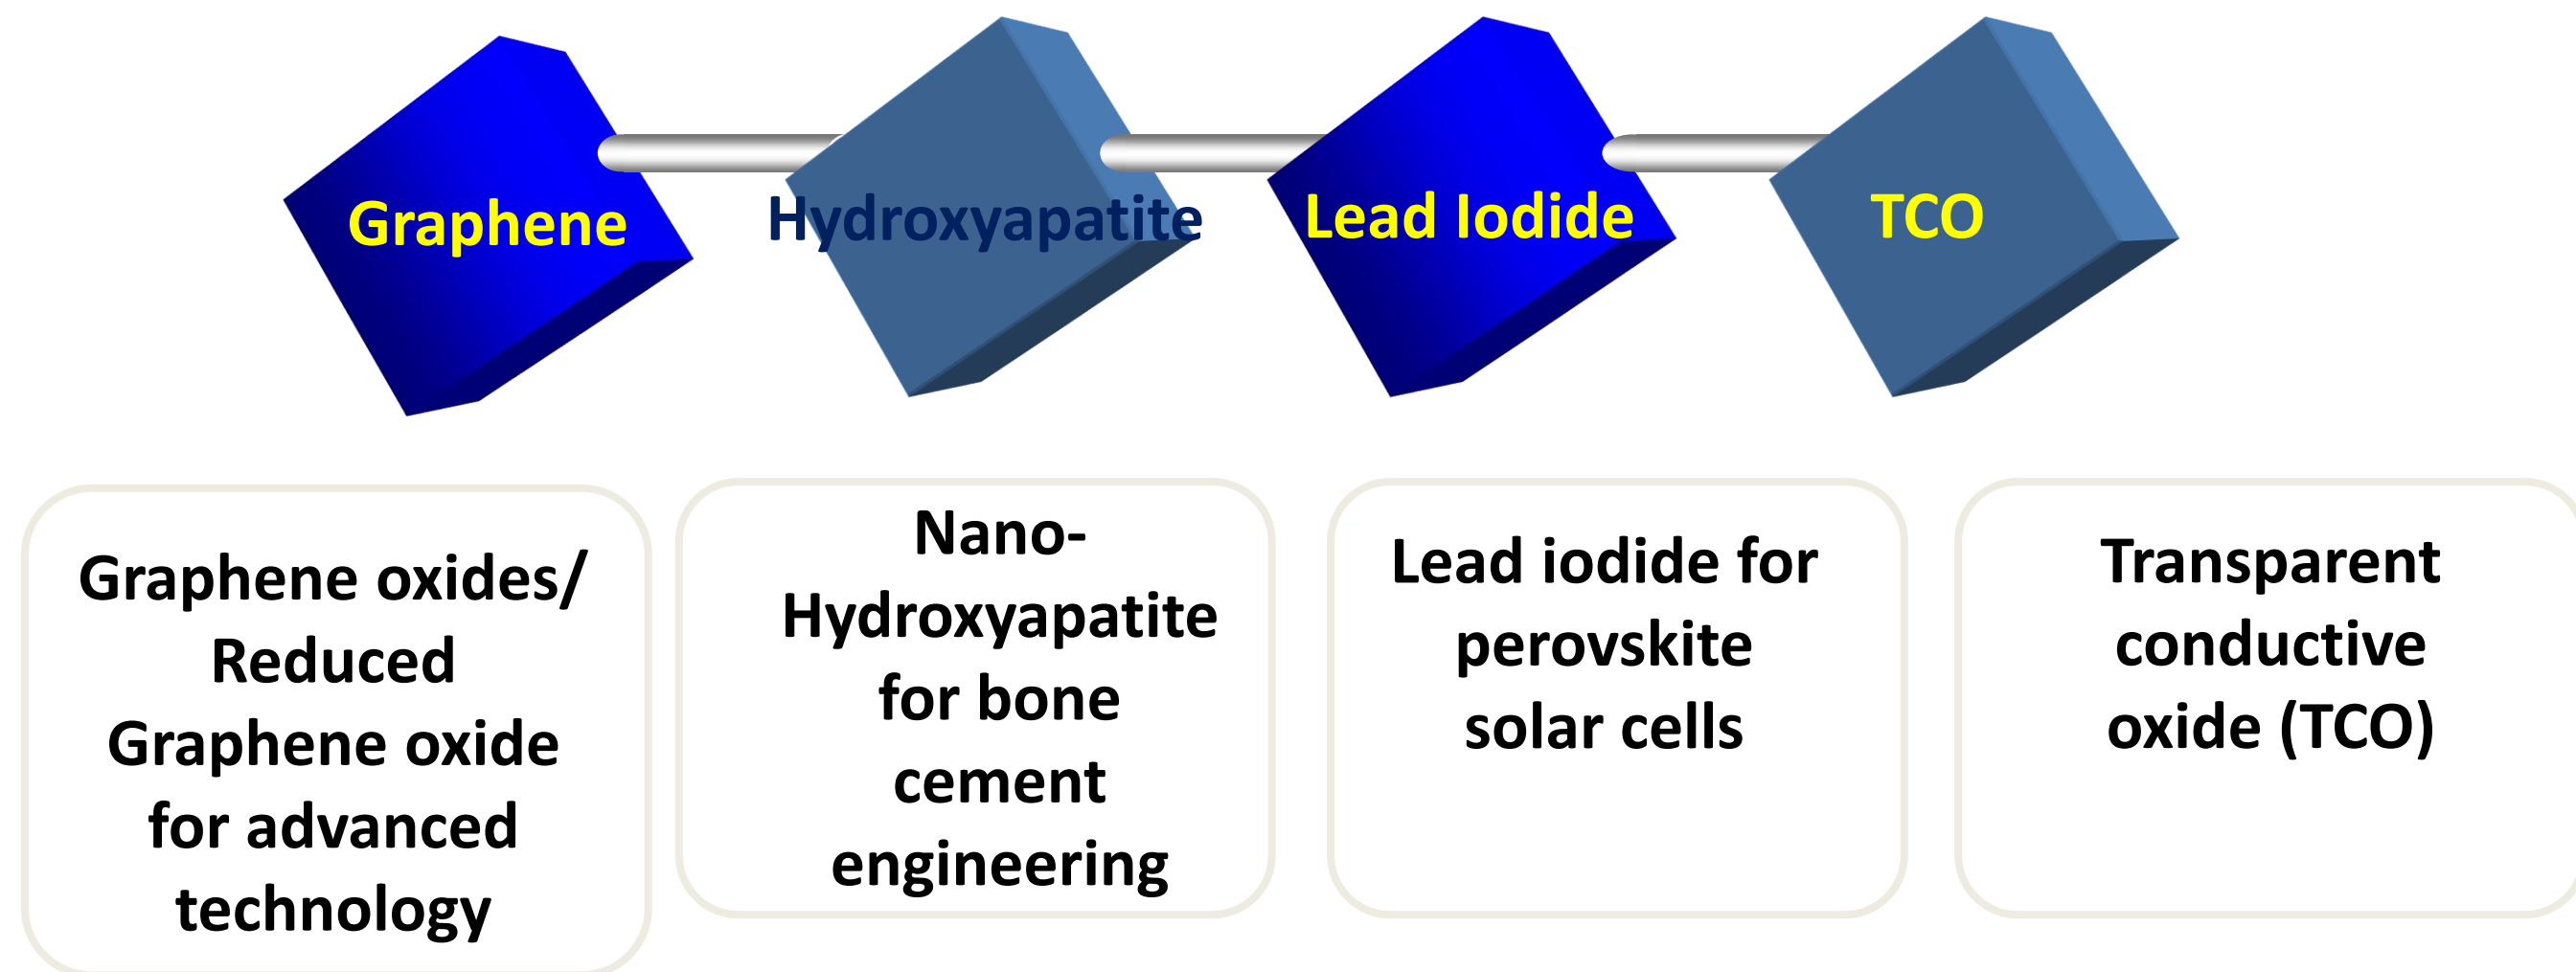 Graphene
Hydroxyapatite
Lead Iodide
TCO
Graphene oxides/
Reduced
Graphene oxide
for advanced
technology
Nano-
Hydroxyapatite
for bone
cement
engineering
Lead iodide for
perovskite
solar cells
Transparent
conductive
oxide (TCO)